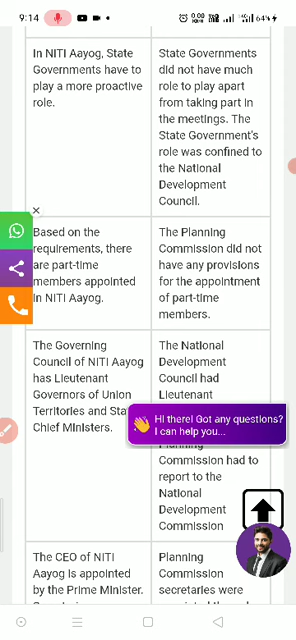 9:14
0.00
KB/S
64%
In NITI Aayog, State
Governments have to
play a more proactive
role.
State Governments
did not have much
role to play apart
from taking part in
the meetings. The
State Government's
role was confined to
the National
Development
Council.
Based on the
requirements, there
are part-time
members appointed
in NITI Aayog.
The Planning
Commission did not
have any provisions
for the appointment
of part-time
members.
The Governing
Council of NITI Aayog
has Lieutenant
Governors of Union
Territories and
Chief Ministers.
The National
Development
Council had
Lieutenant
Hi there! Got any questions?
I can help you...
Commission had to
report to the
National
Development
Commission
The CEO of NITI
Aayog is appointed
by the Prime Minister.
Planning
Commission
secretaries were